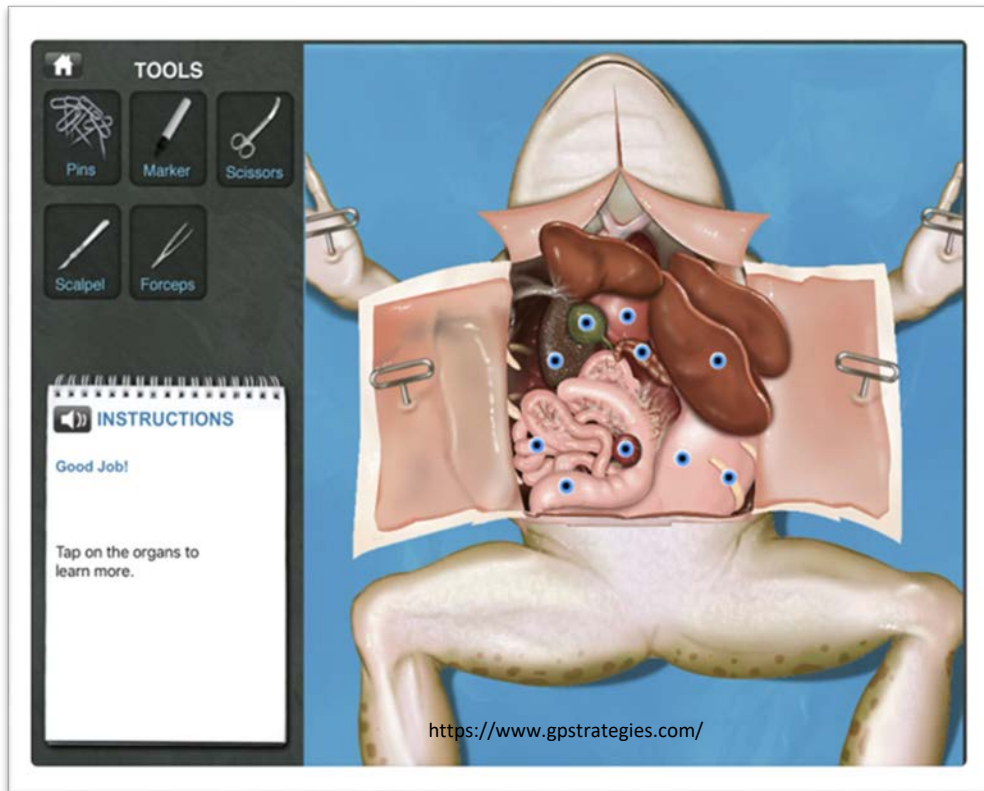 TOOLS
Pins
Marker
Scissors
Scalpel
Forceps
INSTRUCTIONS
Good Job!
Tap on the organs to
learn more.
https://www.gpstrategies.com/